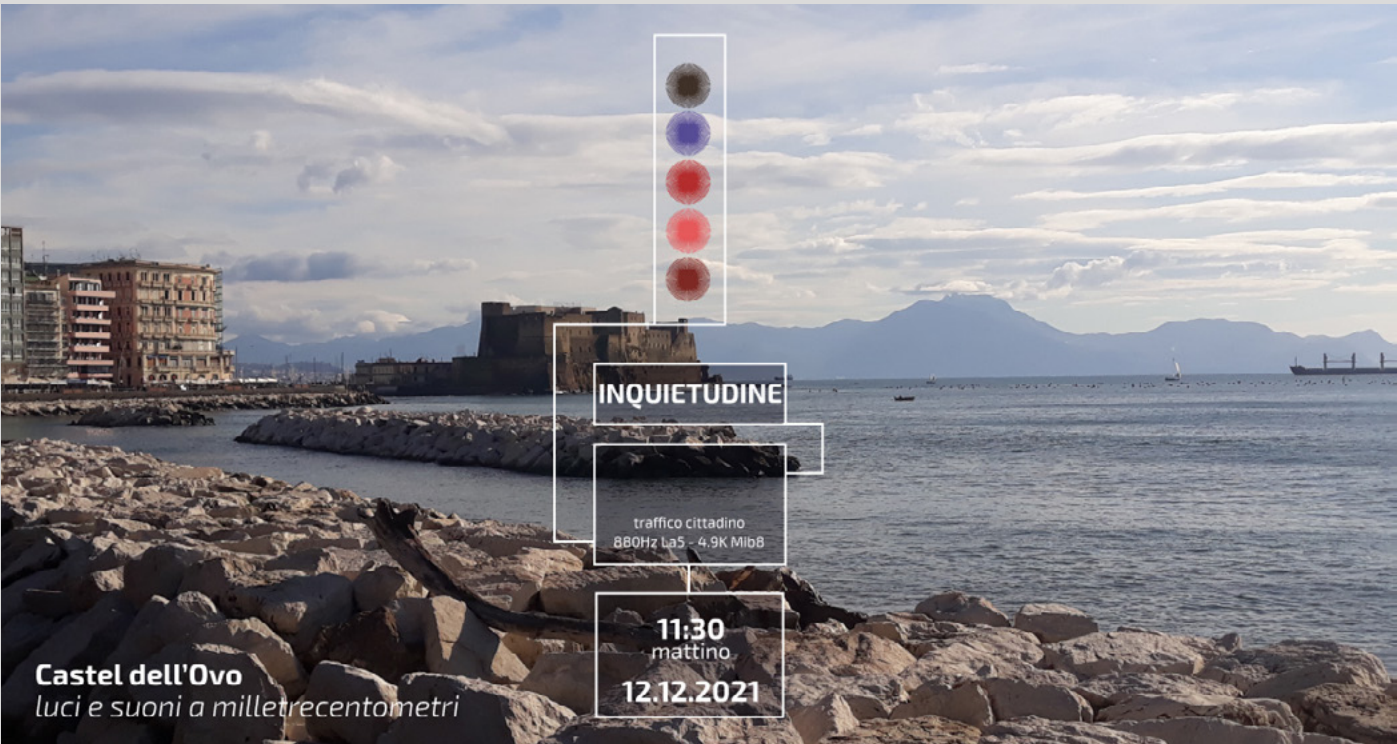 INQUIETUDINE
traffico cittadino
880Hz La5 - 4.9K Mib8
11:30
mattino
12.12.2021
Castel dell'Ovo
luci e suoni a milletrecentometri